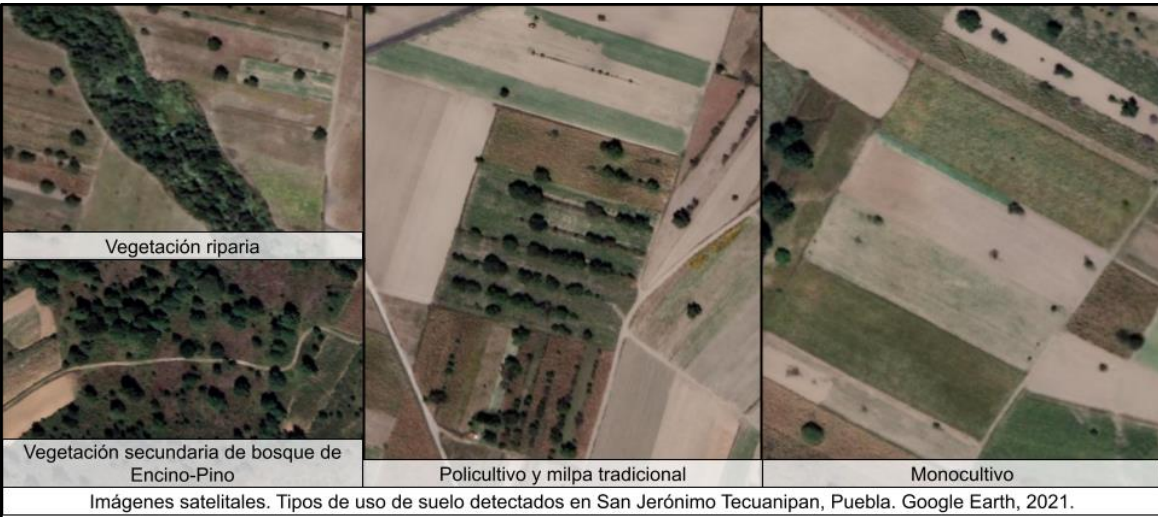 Vegetación riparia
Vegetación secundaria de bosque de
Encino-Pino
Policultivo y milpa tradicional
Monocultivo
Imágenes satelitales. Tipos de uso de suelo detectados en San Jerónimo Tecuanipan, Puebla. Google Earth, 2021.